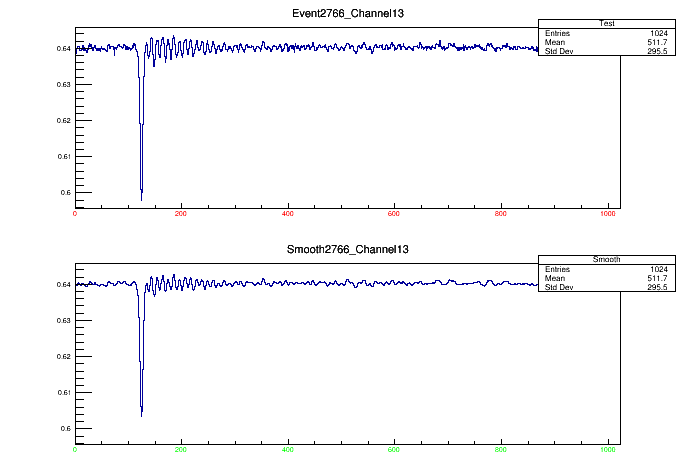 Event2766_Channel13
Test
Entries 1024
Mean 511.7
Std Dev 295.5
0.64
0.63
0.62
0.61
0.6
0 200 400 600 800 1000
Smooth2766_Channel13
Smooth
Entries 1024
Mean 511.7
Std Dev 295.5
0.64
0.63
0.62
0.61
0.6
0 200 400 600 800 1000